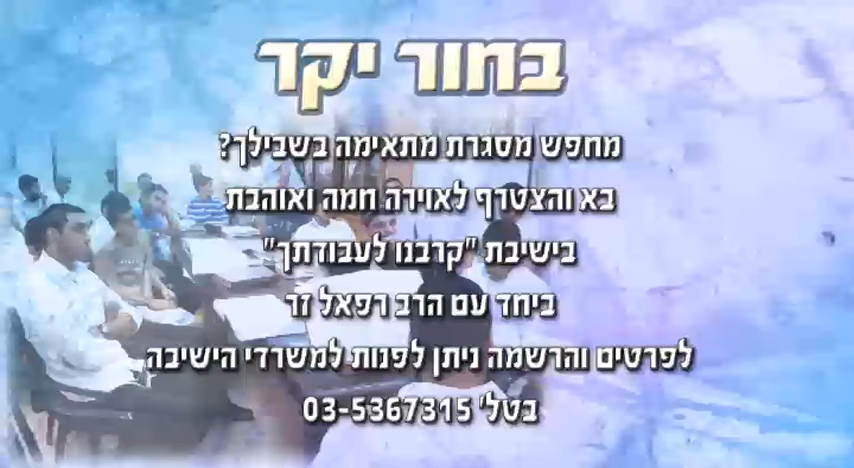 בחור יקר
מחפש מסגרת מתאימה בשבילך?
בא והצטרף לאוירה חמה ואוהבת
בישיבת "קרבנו לעבודתך"
ביחד עם הרב רפאל זר
לפרטים והרשמה ניתן לפנות למשרדי הישיבה
בטל' 03-5367315